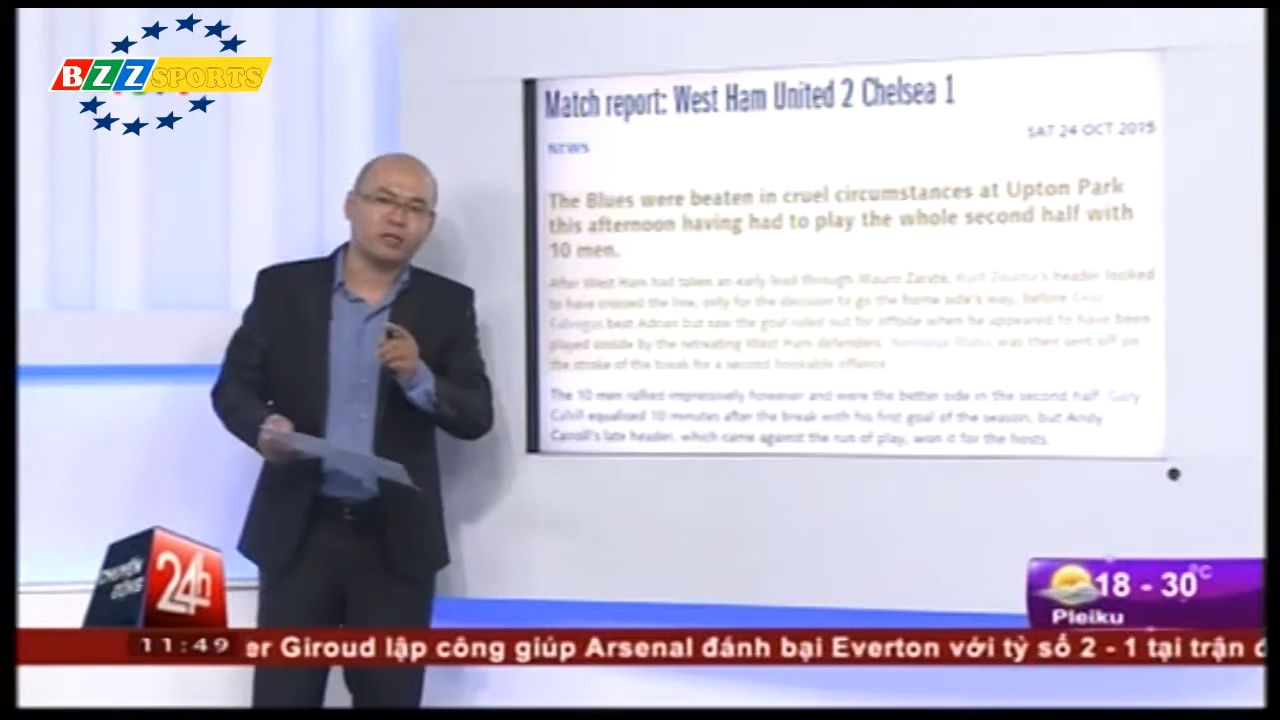 BZZSPORTS
Match report: West Ham United 2 Chelsea 1
SAT 24 OCT 2015
NEWS
The Blues were beaten in cruel circumstances at Upton Park
this afternoon having had to play the whole second half with
10 men.
After West Ham had taken an early lead through Mauro Zarate, Kurt Zouma's header looked
to have crossed the line, only for the decision to go the home side's way, before Cesc
Fabregas beat Adrian but saw the goal ruled out for offside when he appeared to have been
played onside by the retreating West Ham defenders. Nemanja Matic was then sent off on
the stroke of the break for a second bookable offence.
The 10 men rallied impressively however and were the better side in the second half. Gary
Cahill equalised 10 minutes after the break with his first goal of the season, but Andy
Carroll's late header, which came against the run of play, won it for the hosts.
CHUYỂN ĐỘNG
24h
18 - 30°C
Pleiku
11:49 er Giroud lập công giúp Arsenal đánh bại Everton với tỷ số 2 - 1 tại trận